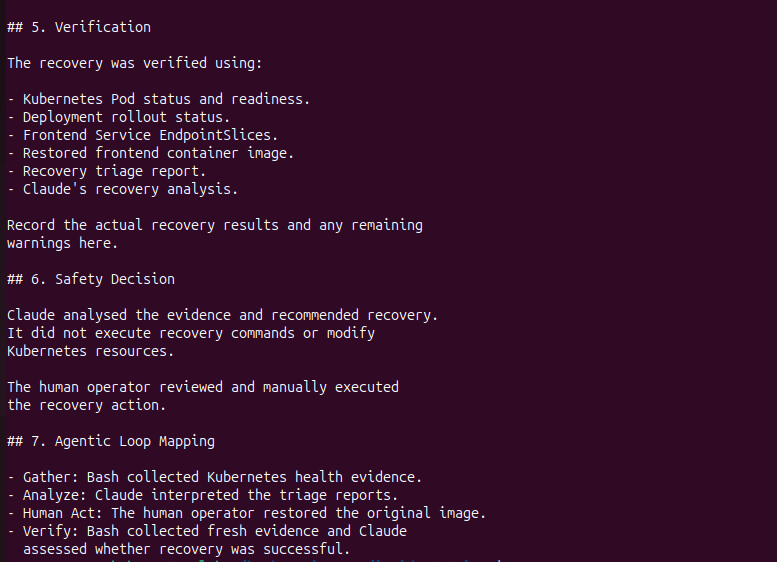 ## 5. Verification
The recovery was verified using:
- Kubernetes Pod status and readiness.
- Deployment rollout status.
- Frontend Service EndpointSlices.
- Restored frontend container image.
- Recovery triage report.
- Claude's recovery analysis.
Record the actual recovery results and any remaining
warnings here.
## 6. Safety Decision
Claude analysed the evidence and recommended recovery.
It did not execute recovery commands or modify
Kubernetes resources.
The human operator reviewed and manually executed
the recovery action.
## 7. Agentic Loop Mapping
- Gather: Bash collected Kubernetes health evidence.
- Analyze: Claude interpreted the triage reports.
- Human Act: The human operator restored the original image.
- Verify: Bash collected fresh evidence and Claude
assessed whether recovery was successful.